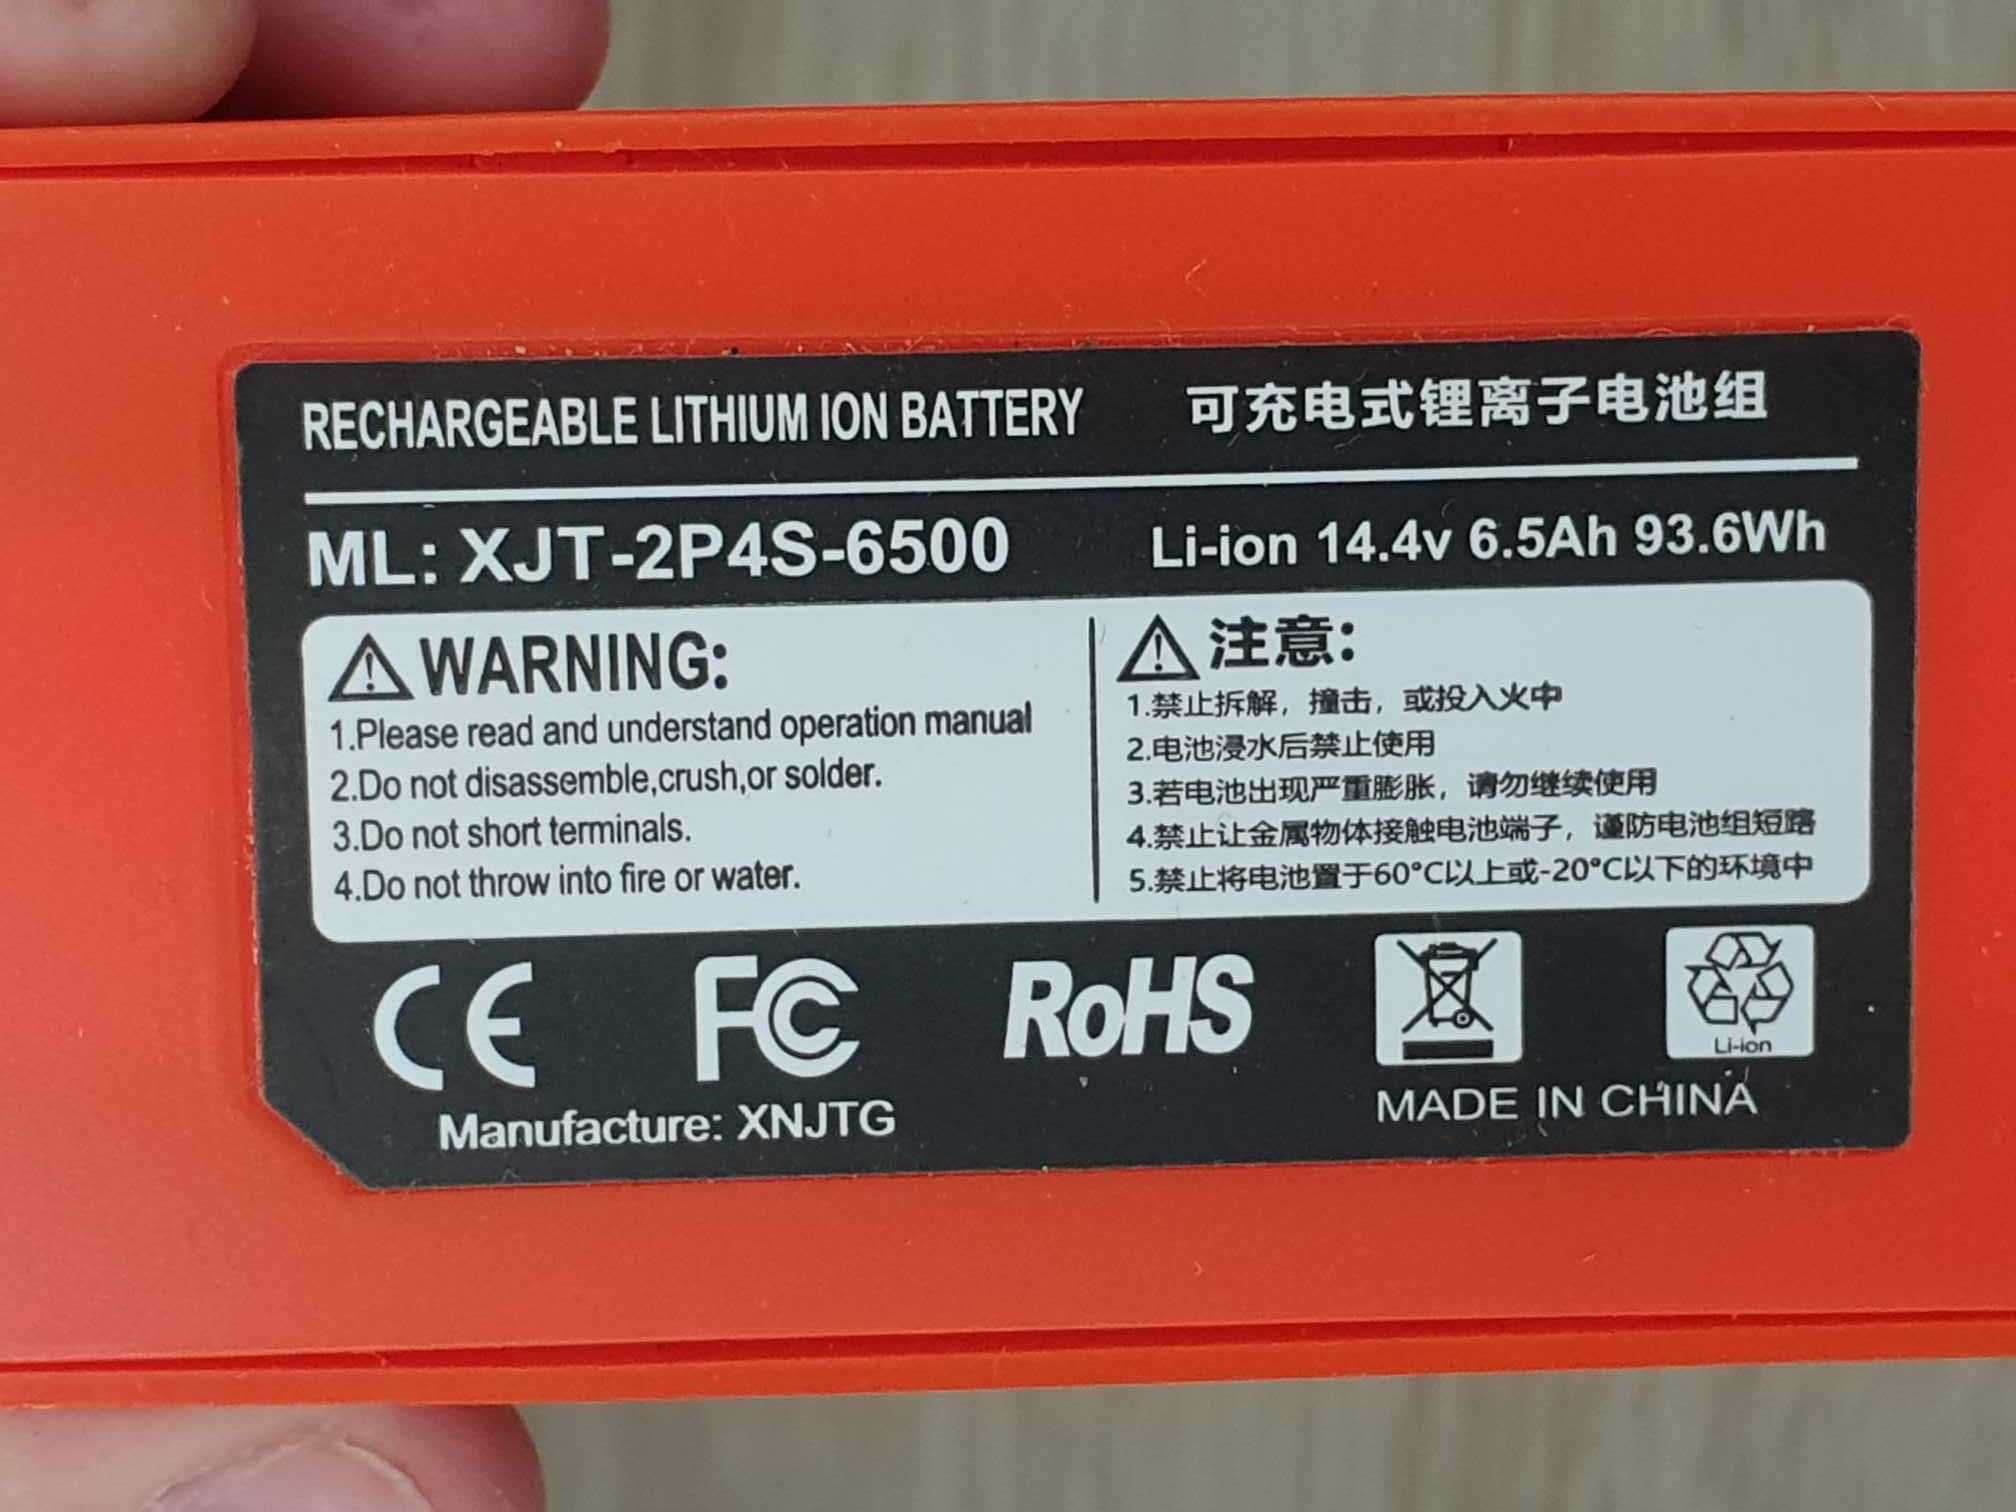 RECHARGEABLE LITHIUM ION BATTERY 可充电式锂离子电池组
ML: XJT-2P4S-6500 Li-ion 14.4v 6.5Ah 93.6Wh
WARNING:
1.Please read and understand operation manual
2.Do not disassemble,crush,or solder.
3.Do not short terminals.
4.Do not throw into fire or water.
注意:
1.禁止拆解，撞击，或投入火中
2.电池浸水后禁止使用
3.若电池出现严重膨胀，请勿继续使用
4.禁止让金属物体接触电池端子，谨防电池组短路
5.禁止将电池置于60°C以上或-20°C以下的环境中
CE FC RoHS
Li-ion
Manufacture: XNJTG MADE IN CHINA